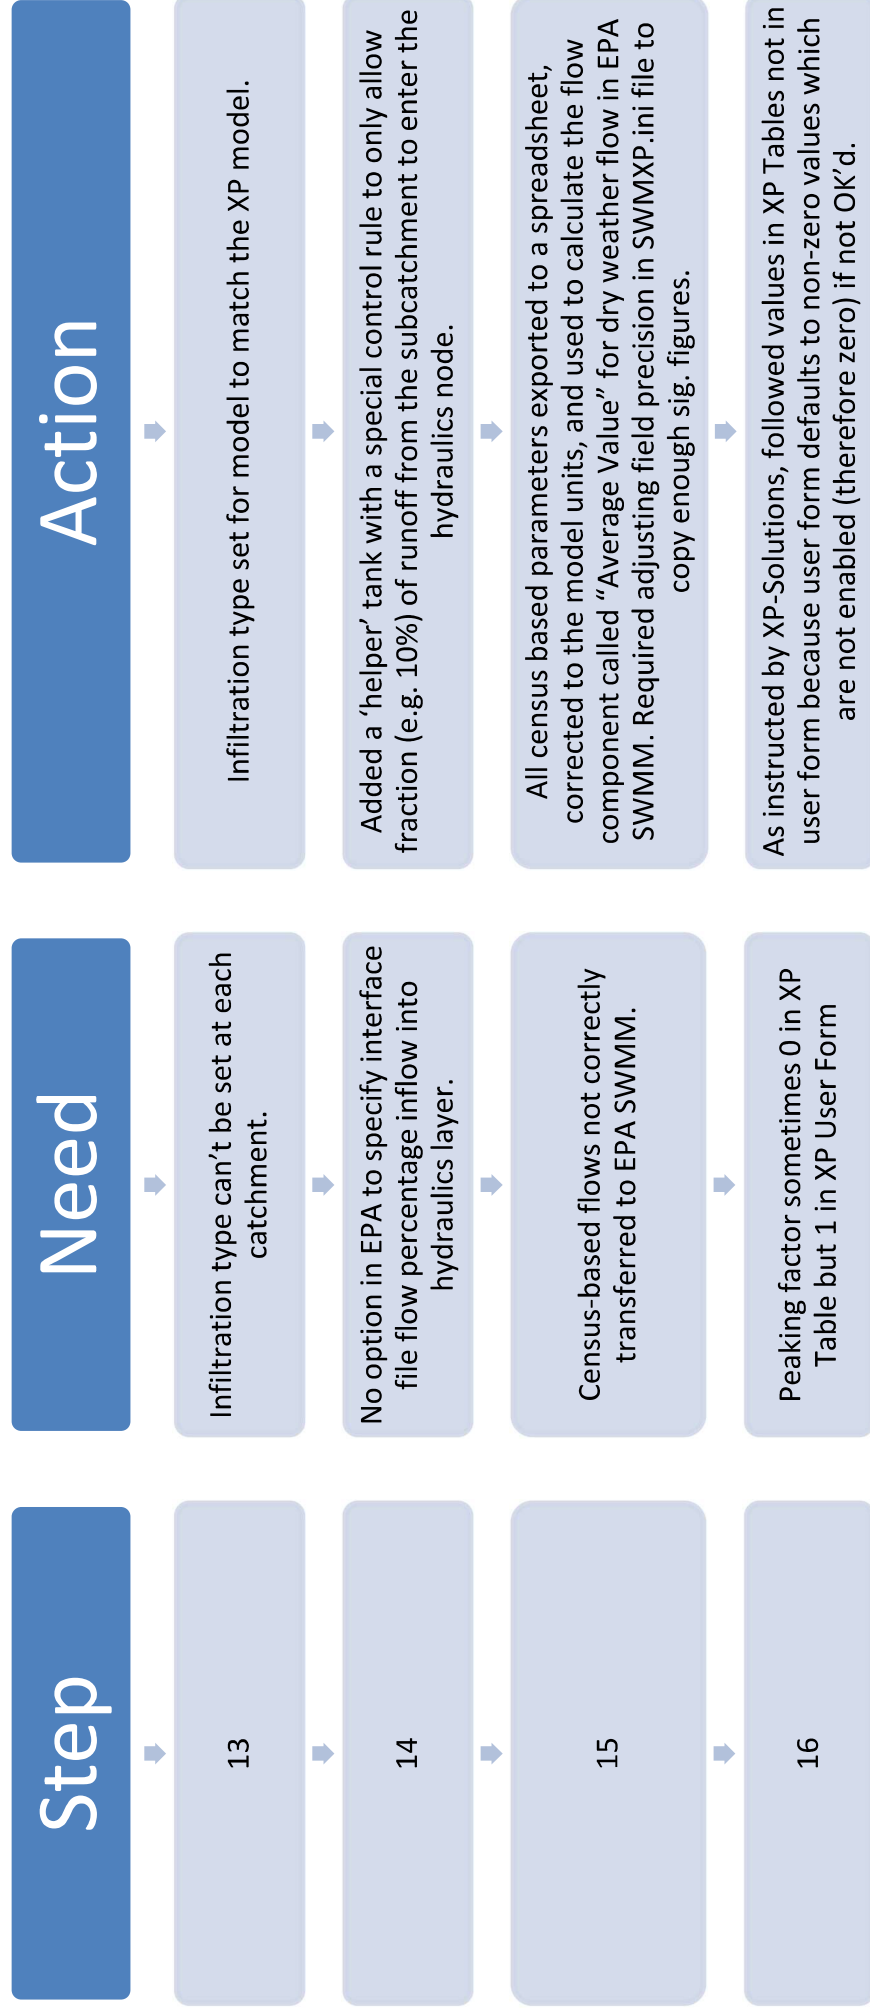 Step
Need
Action
13
Infiltration type can’t be set at each
catchment.
Infiltration type set for model to match the XP model.
14
No option in EPA to specify interface
file flow percentage inflow into
hydraulics layer.
Added a ‘helper’ tank with a special control rule to only allow
fraction (e.g. 10%) of runoff from the subcatchment to enter the
hydraulics node.
15
Census-based flows not correctly
transferred to EPA SWMM.
All census based parameters exported to a spreadsheet,
corrected to the model units, and used to calculate the flow
component called “Average Value” for dry weather flow in EPA
SWMM. Required adjusting field precision in SWMXP.ini file to
copy enough sig. figures.
16
Peaking factor sometimes 0 in XP
Table but 1 in XP User Form
As instructed by XP-Solutions, followed values in XP Tables not in
user form because user form defaults to non-zero values which
are not enabled (therefore zero) if not OK’d.